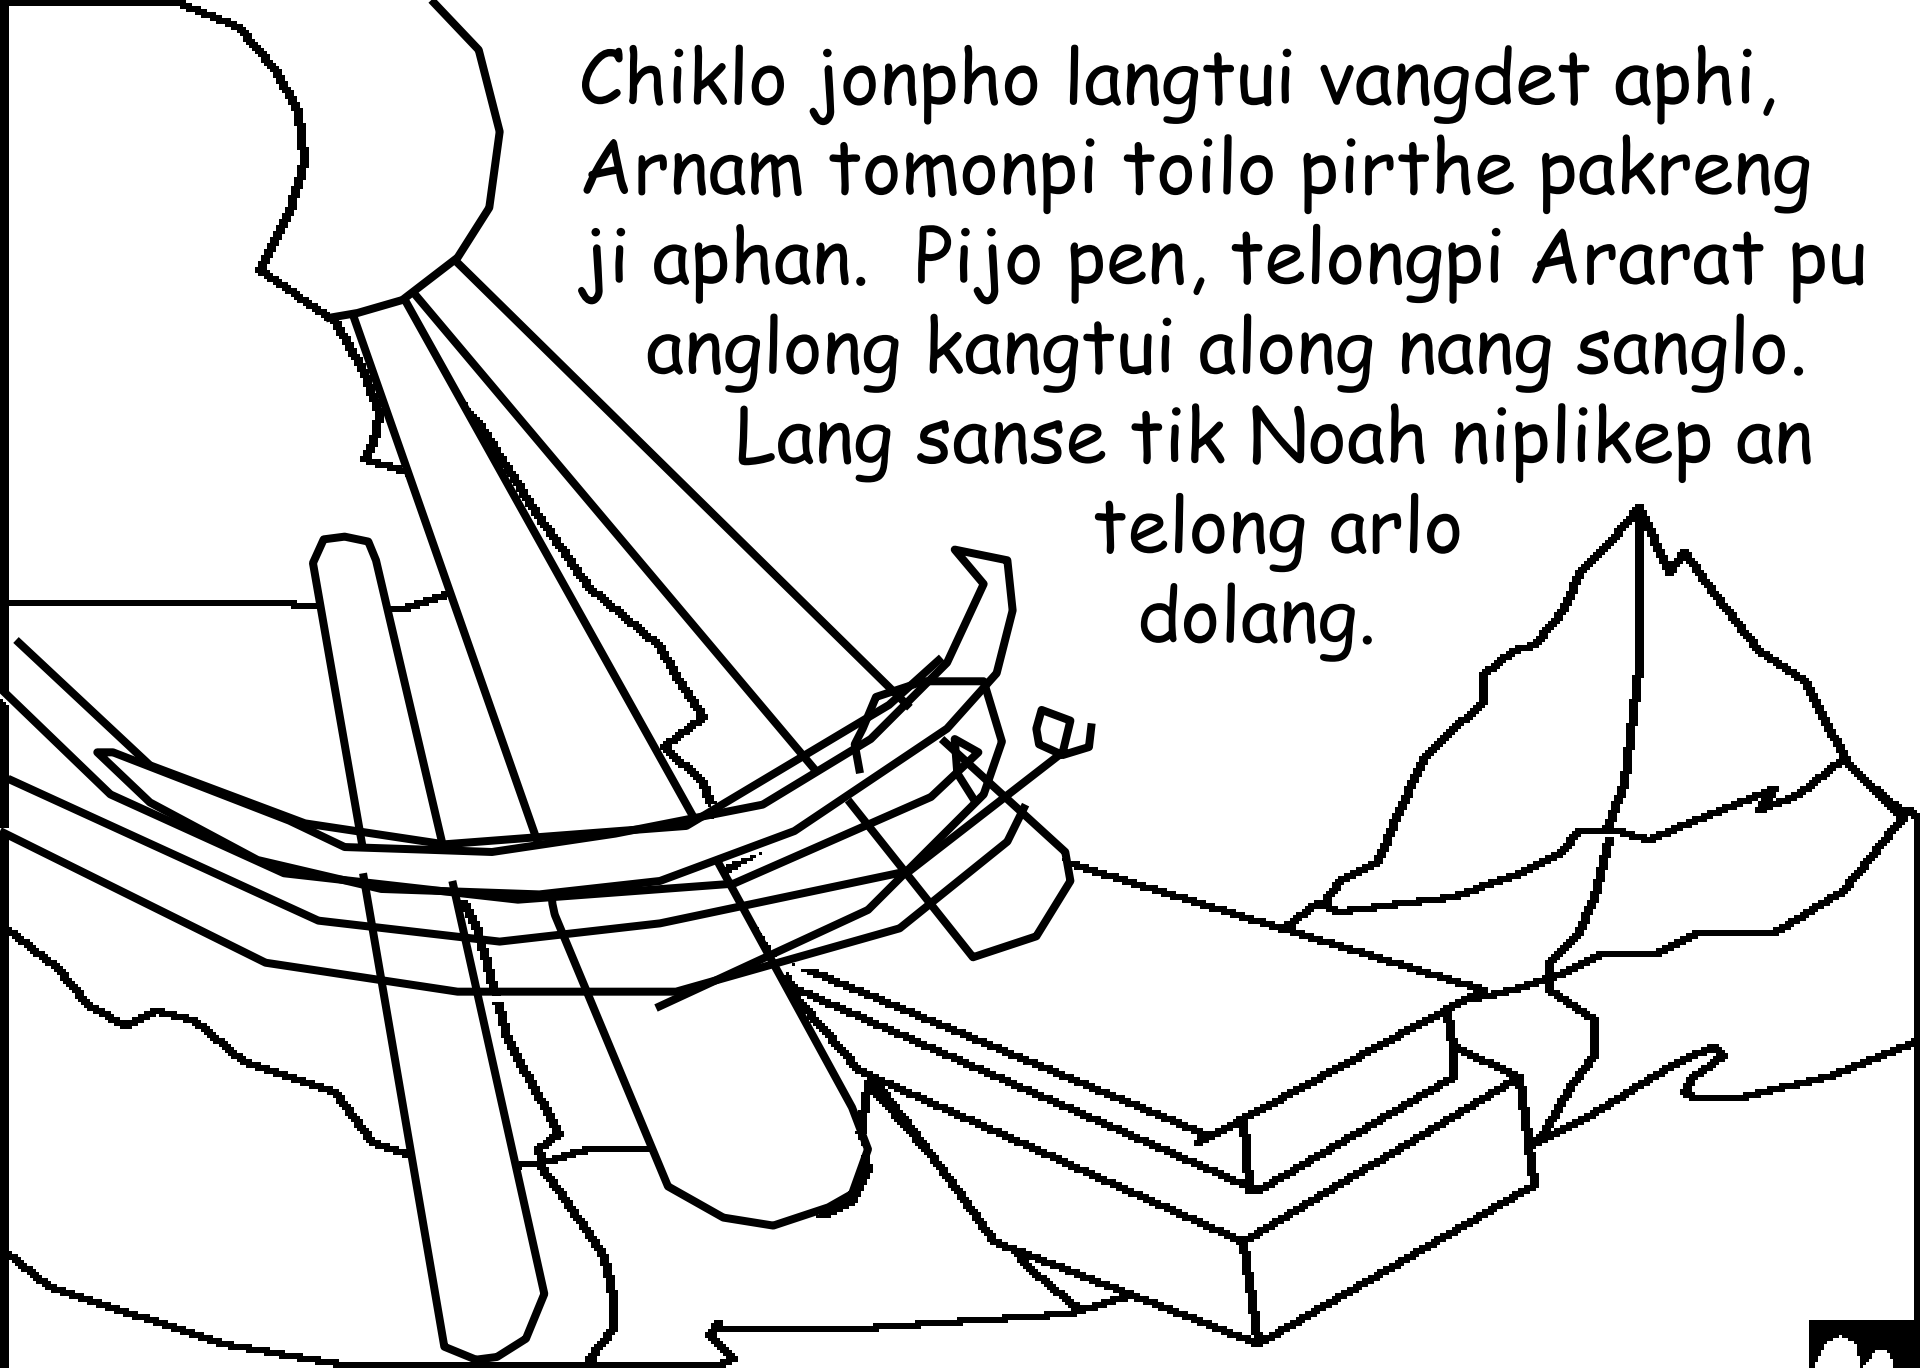 Chiklo jonpho langtui vangdet aphi,
Arnam tomonpi toilo pirthe pakreng
ji aphan. Pijo pen, telongpi Ararat pu
anglong kangtui along nang sanglo.
Lang sanse tik Noah niplikep an
telong arlo
dolang.